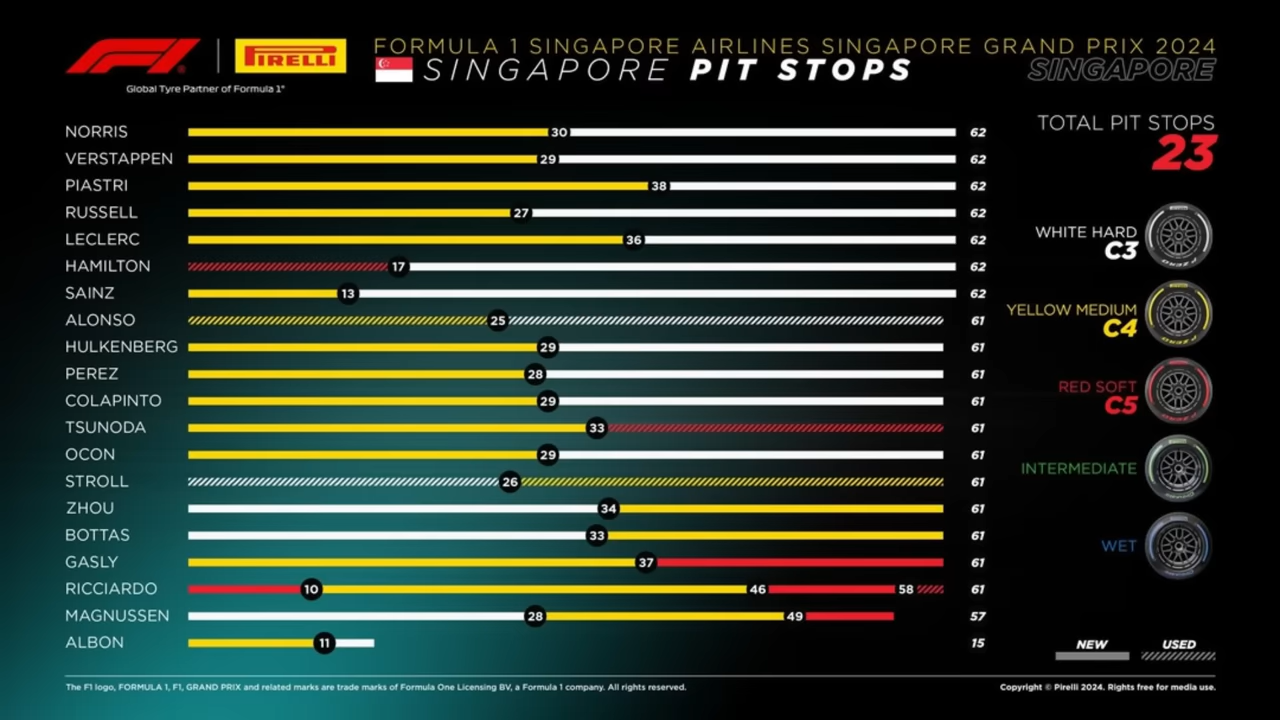 F1 | PIRELLI
Global Tyre Partner of Formula 1®
FORMULA 1 SINGAPORE AIRLINES SINGAPORE GRAND PRIX 2024
SINGAPORE PIT STOPS
SINGAPORE
NORRIS 30 62
VERSTAPPEN 29 62
PIASTRI 38 62
RUSSELL 27 62
LECLERC 36 62
HAMILTON 17 62
SAINZ 13 62
ALONSO 25 61
HULKENBERG 29 61
PEREZ 28 61
COLAPINTO 29 61
TSUNODA 33 61
OCON 29 61
STROLL 26 61
ZHOU 34 61
BOTTAS 33 61
GASLY 37 61
RICCIARDO 10 46 58 61
MAGNUSSEN 28 49 57
ALBON 11 15
TOTAL PIT STOPS
23
WHITE HARD
C3
YELLOW MEDIUM
C4
RED SOFT
C5
INTERMEDIATE
WET
NEW USED
The F1 logo, FORMULA 1, F1, GRAND PRIX and related marks are trade marks of Formula One Licensing BV, a Formula 1 company. All rights reserved.
Copyright © Pirelli 2024. Rights free for media use.